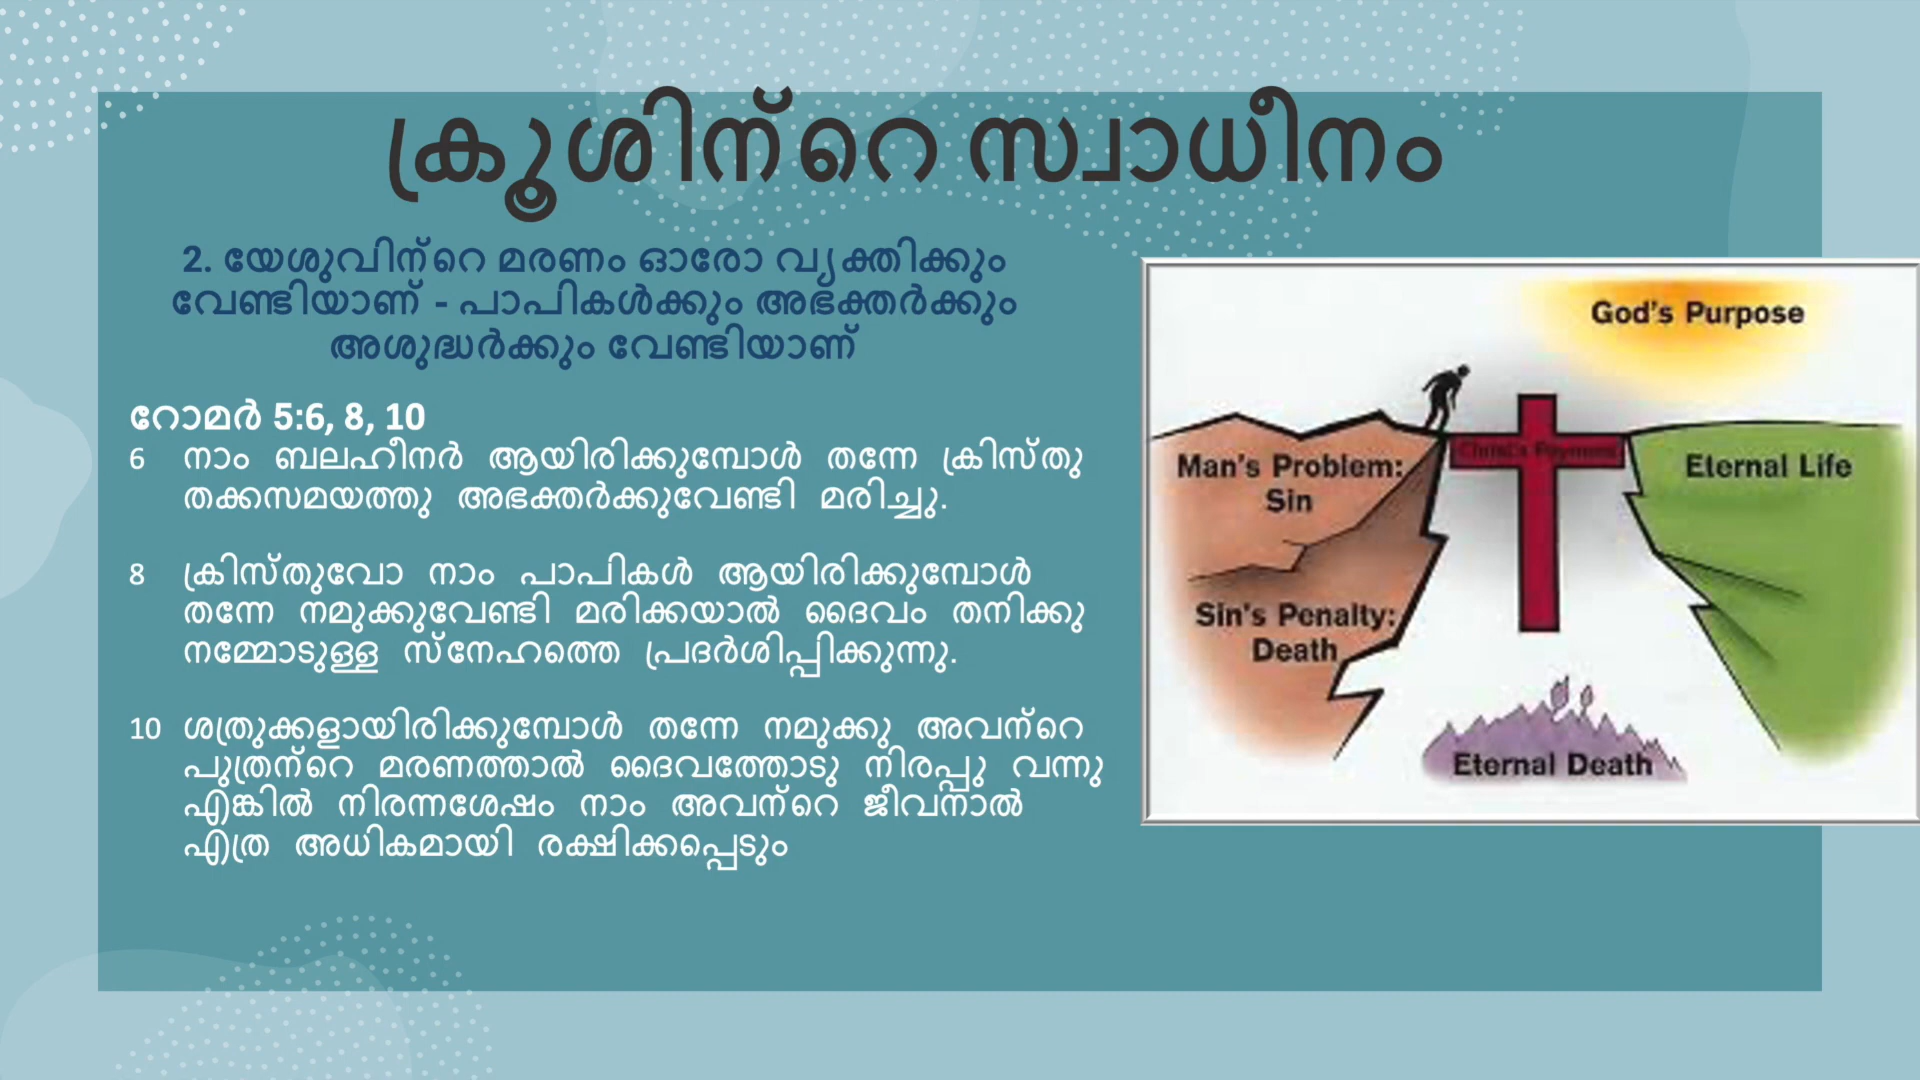 ക്രൂശിന്റെ സ്വാധീനം
2. യേശുവിന്റെ മരണം ഓരോ വ്യക്തിക്കും
വേണ്ടിയാണ് - പാപികൾക്കും അഭക്തർക്കും
അശുദ്ധർക്കും വേണ്ടിയാണ്
റോമർ 5:6, 8, 10
6 നാം ബലഹീനർ ആയിരിക്കുമ്പോൾ തന്നേ ക്രിസ്തു
തക്കസമയത്തു അഭക്തർക്കുവേണ്ടി മരിച്ചു.
8 ക്രിസ്തുവോ നാം പാപികൾ ആയിരിക്കുമ്പോൾ
തന്നേ നമുക്കുവേണ്ടി മരിക്കയാൽ ദൈവം തനിക്കു
നമ്മോടുള്ള സ്നേഹത്തെ പ്രദർശിപ്പിക്കുന്നു.
10 ശത്രുക്കളായിരിക്കുമ്പോൾ തന്നേ നമുക്കു അവന്റെ
പുത്രന്റെ മരണത്താൽ ദൈവത്തോടു നിരപ്പു വന്നു
എങ്കിൽ നിരന്നശേഷം നാം അവന്റെ ജീവനാൽ
എത്ര അധികമായി രക്ഷിക്കപ്പെടും
God's Purpose
Man's Problem:
Sin
Christ's Payment
Eternal Life
Sin's Penalty:
Death
Eternal Death